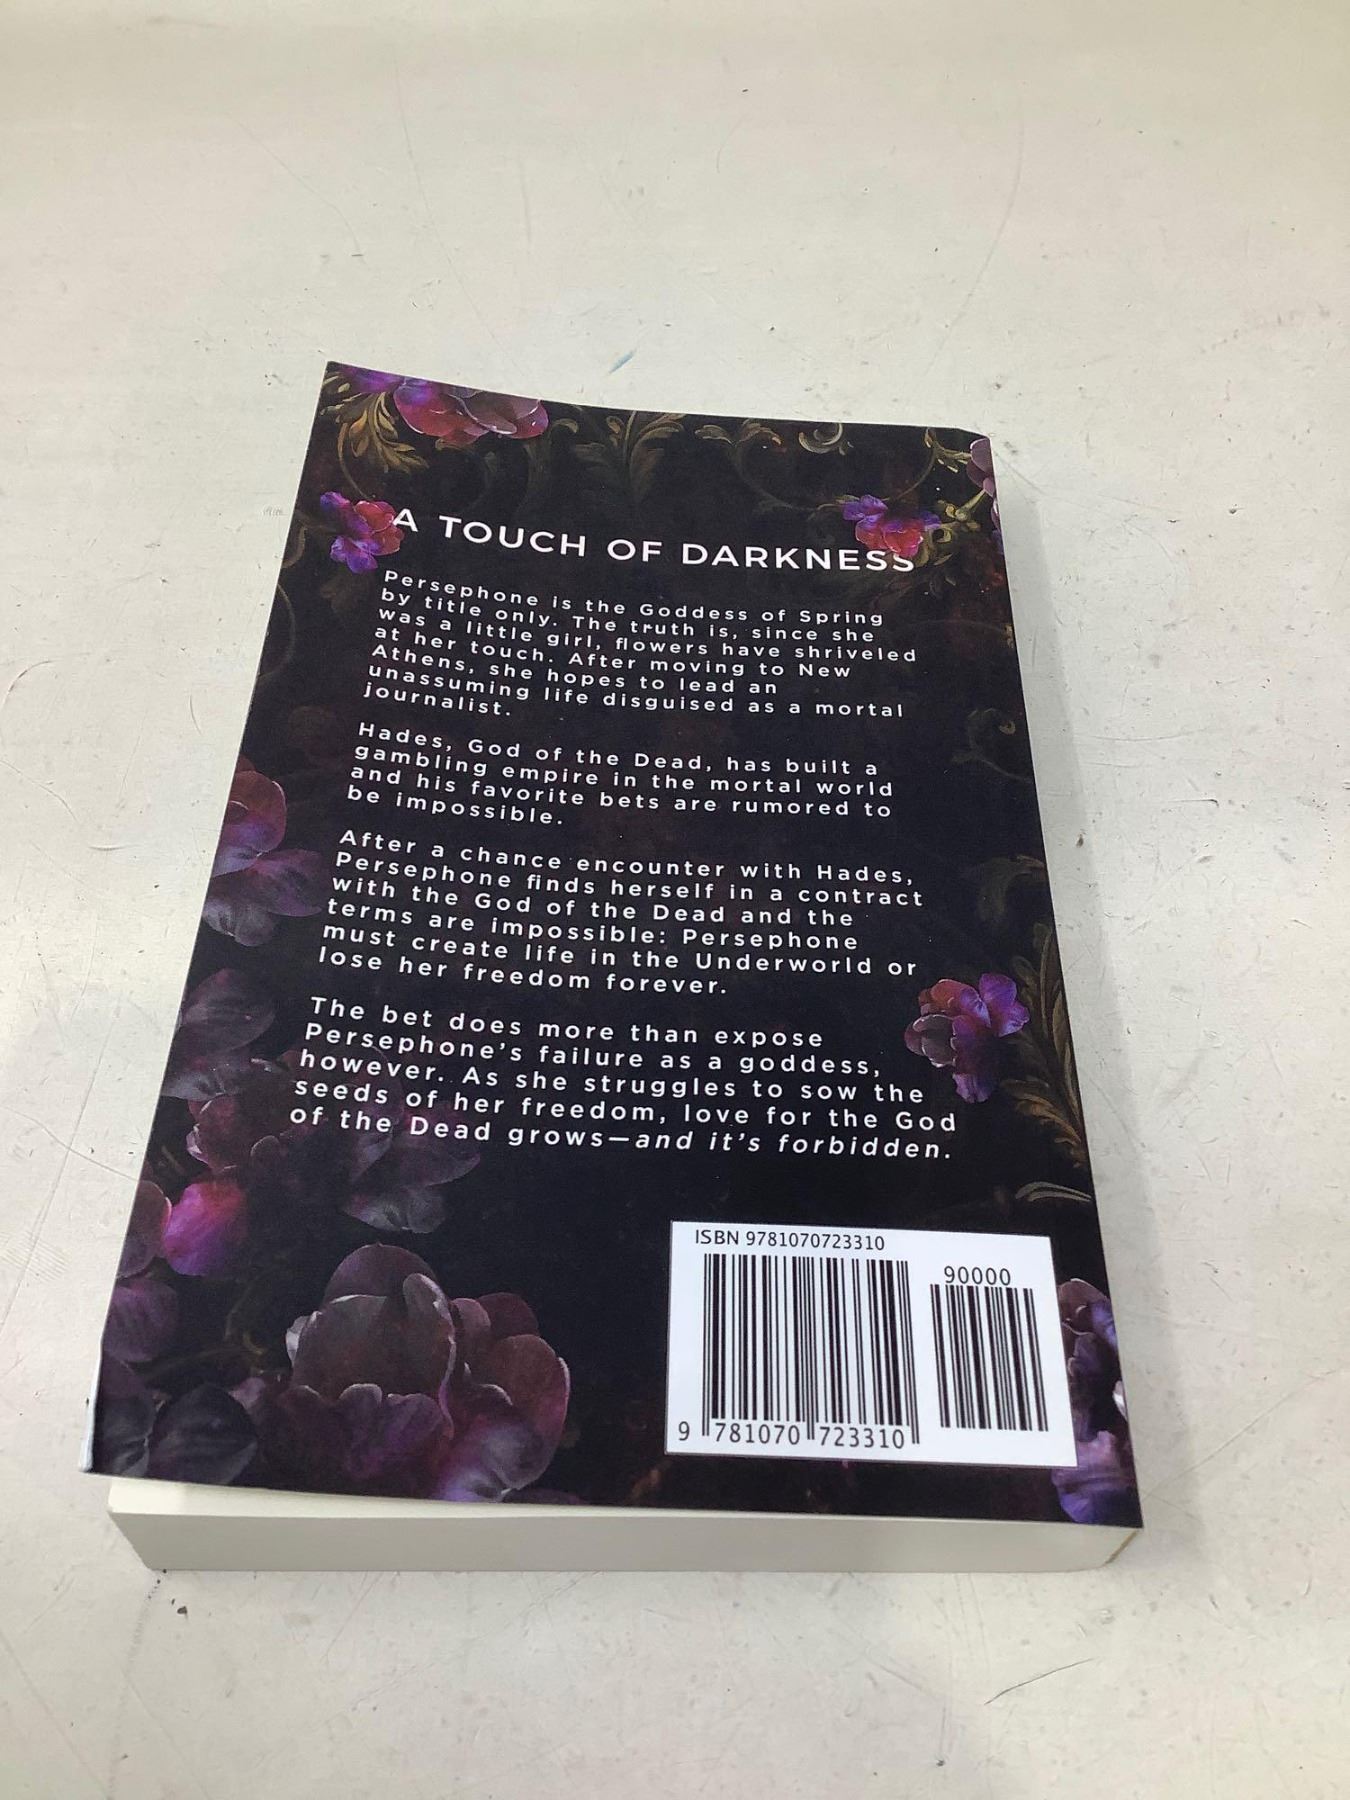 A TOUCH OF DARKNESS
Persephone is the Goddess of Spring
by title only. The truth is, since she
was a little girl, flowers have shriveled
at her touch. After moving to New
Athens, she hopes to lead an
unassuming life disguised as a mortal
journalist.
Hades, God of the Dead, has built a
gambling empire in the mortal world
and his favorite bets are rumored to
be impossible.
After a chance encounter with Hades,
Persephone finds herself in a contract
with the God of the Dead and the
terms are impossible: Persephone
must create life in the Underworld or
lose her freedom forever.
The bet does more than expose
Persephone's failure as a goddess,
however. As she struggles to sow the
seeds of her freedom, love for the God
of the Dead grows—and it's forbidden.
ISBN 9781070723310
90000
9 781070 723310